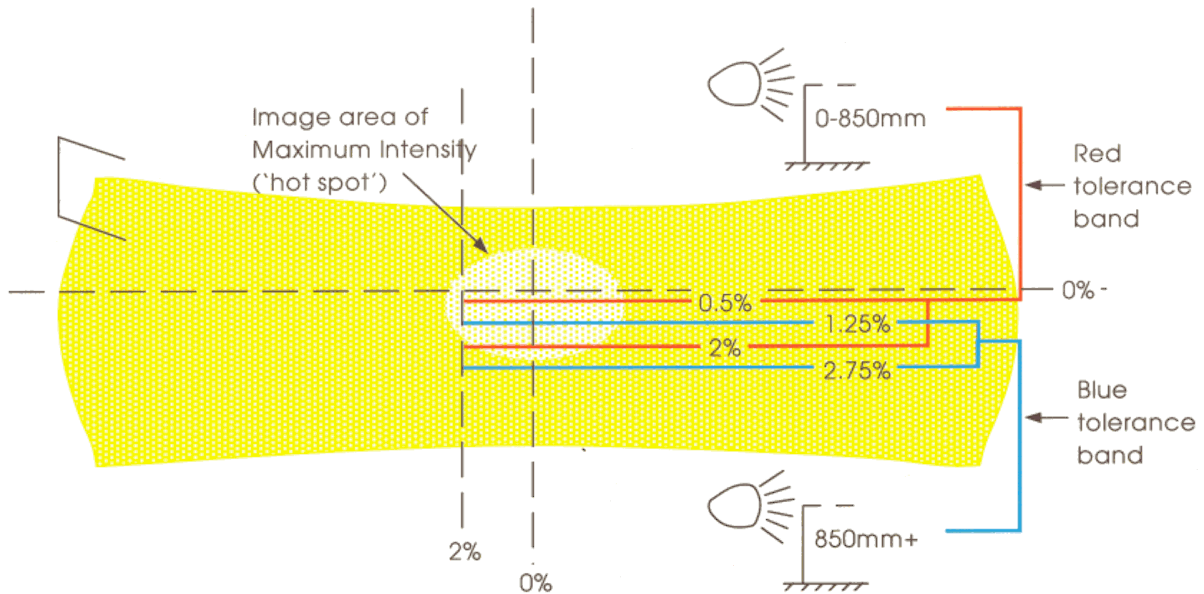 Image area of
Maximum Intensity
('hot spot')
0-850mm
Red
tolerance
band
0%
0.5%
1.25%
2%
2.75%
Blue
tolerance
band
850mm+
2%
0%